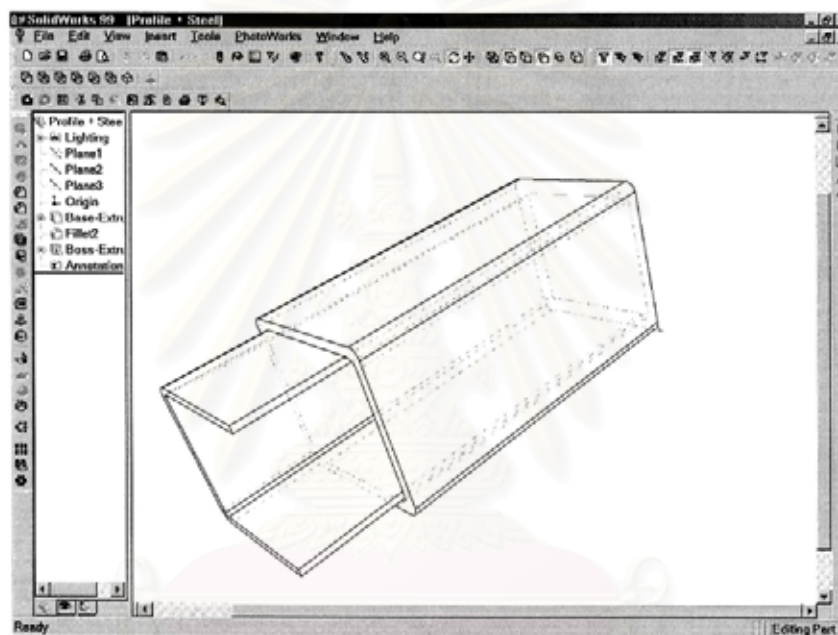 SolidWorks 99 - [Profile + Steel]
File Edit View Insert Tools PhotoWorks Window Help
Profile + Stee
Lighting
Plane1
Plane2
Plane3
Origin
Base-Extru
Fillet2
Boss-Extru
Annotation
Ready
Editing Part